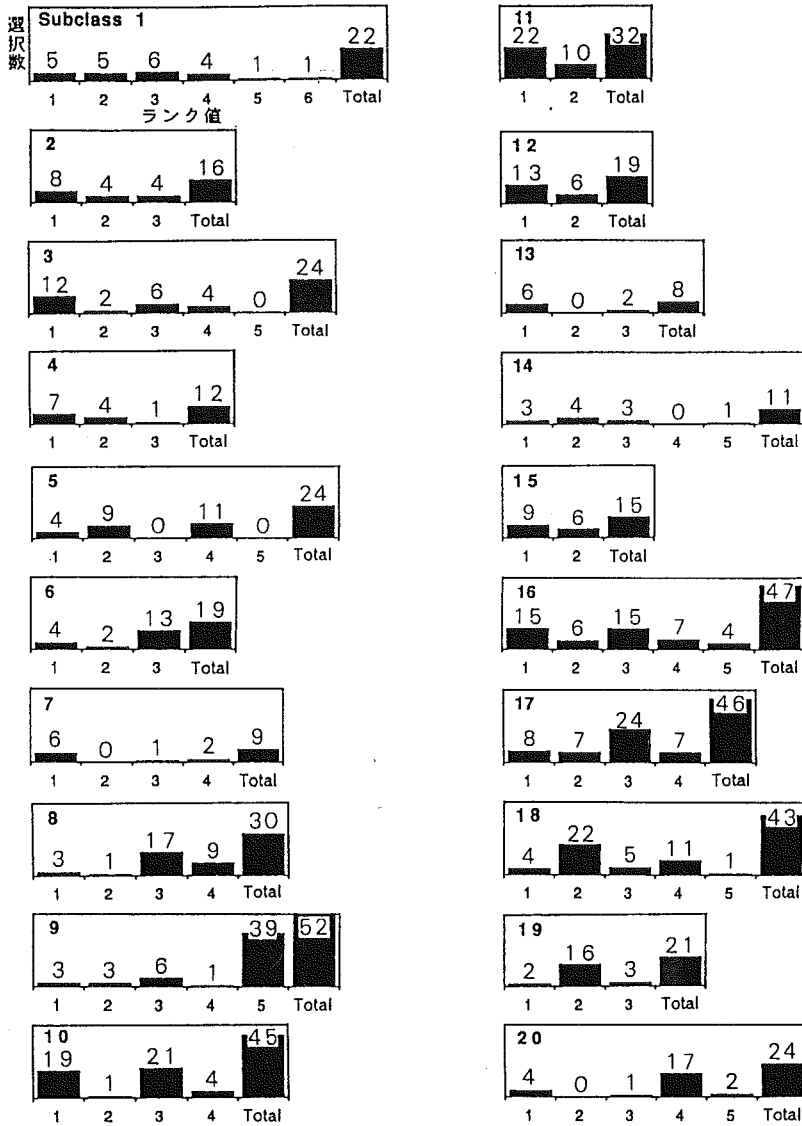 選択数
Subclass 1
5 5 6 4 1 1 22
1 2 3 4 5 6 Total
ランク値
2
8 4 4 16
1 2 3 Total
3
12 2 6 4 0 24
1 2 3 4 5 Total
4
7 4 1 12
1 2 3 Total
5
4 9 0 11 0 24
1 2 3 4 5 Total
6
4 2 13 19
1 2 3 Total
7
6 0 1 2 9
1 2 3 4 Total
8
3 1 17 9 30
1 2 3 4 Total
9
3 3 6 1 39 52
1 2 3 4 5 Total
10
19 1 21 4 45
1 2 3 4 Total
11
22 10 32
1 2 Total
12
13 6 19
1 2 Total
13
6 0 2 8
1 2 3 Total
14
3 4 3 0 1 11
1 2 3 4 5 Total
15
9 6 15
1 2 Total
16
15 6 15 7 4 47
1 2 3 4 5 Total
17
8 7 24 7 46
1 2 3 4 Total
18
4 22 5 11 1 43
1 2 3 4 5 Total
19
2 16 3 21
1 2 3 Total
20
4 0 1 17 2 24
1 2 3 4 5 Total